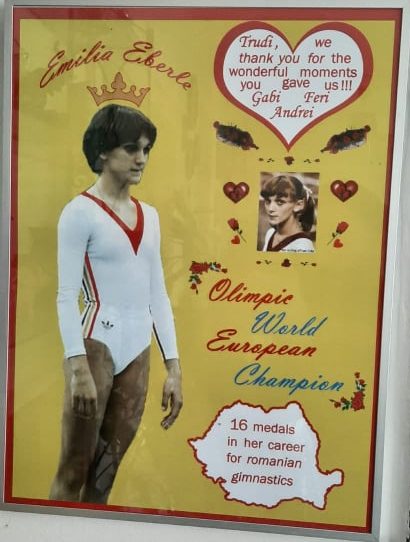 Emilia Eberle
Trudi, we
thank you for the
wonderful moments
you gave us!!!
Gabi Feri
Andrei
Olimpic
World
European
Champion
16 medals
in her career
for romanian
gimnastics